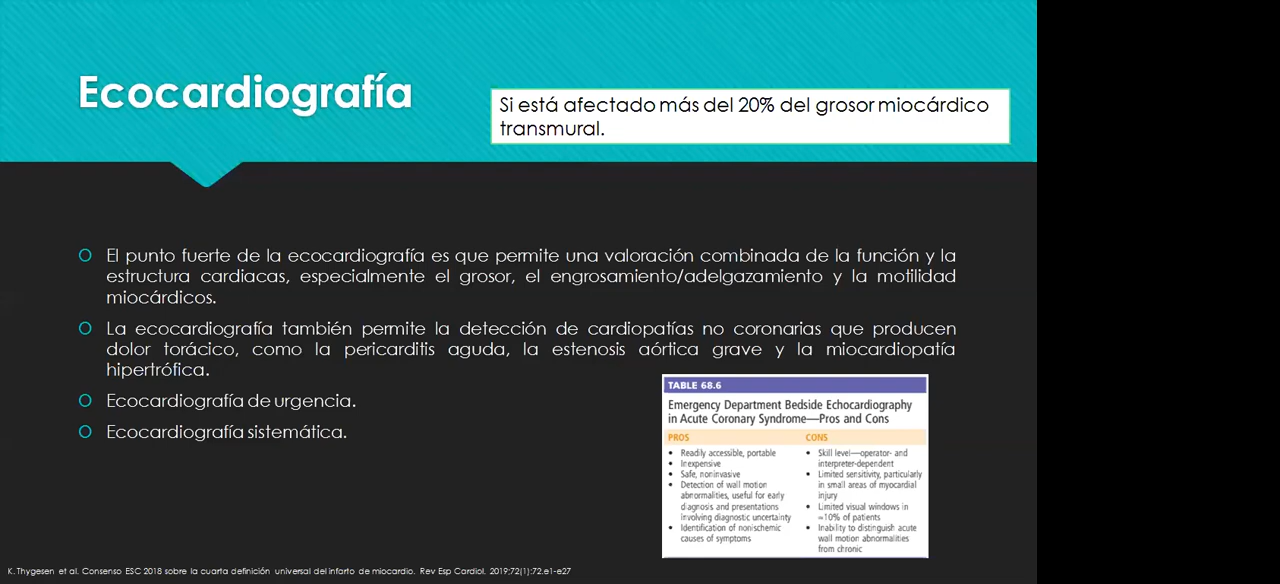 Ecocardiografía
Si está afectado más del 20% del grosor miocárdico
transmural.
El punto fuerte de la ecocardiografía es que permite una valoración combinada de la función y la
estructura cardiacas, especialmente el grosor, el engrosamiento/adelgazamiento y la motilidad
miocárdicos.
La ecocardiografía también permite la detección de cardiopatías no coronarias que producen
dolor torácico, como la pericarditis aguda, la estenosis aórtica grave y la miocardiopatía
hipertrófica.
Ecocardiografía de urgencia.
Ecocardiografía sistemática.
TABLE 68.6
Emergency Department Bedside Echocardiography
in Acute Coronary Syndrome—Pros and Cons
PROS
• Readily accessible, portable
• Inexpensive
• Safe, noninvasive
• Detection of wall motion
abnormalities, useful for early
diagnosis and presentations
involving diagnostic uncertainty
• Identification of nonischemic
causes of symptoms
CONS
• Skill level—operator- and
interpreter-dependent
• Limited sensitivity, particularly
in small areas of myocardial
injury
• Limited visual windows in
≈10% of patients
• Inability to distinguish acute
wall motion abnormalities
from chronic
K. Thygesen et al. Consenso ESC 2018 sobre la cuarta definición universal del infarto de miocardio. Rev Esp Cardiol. 2019;72(1):72.e1-e27